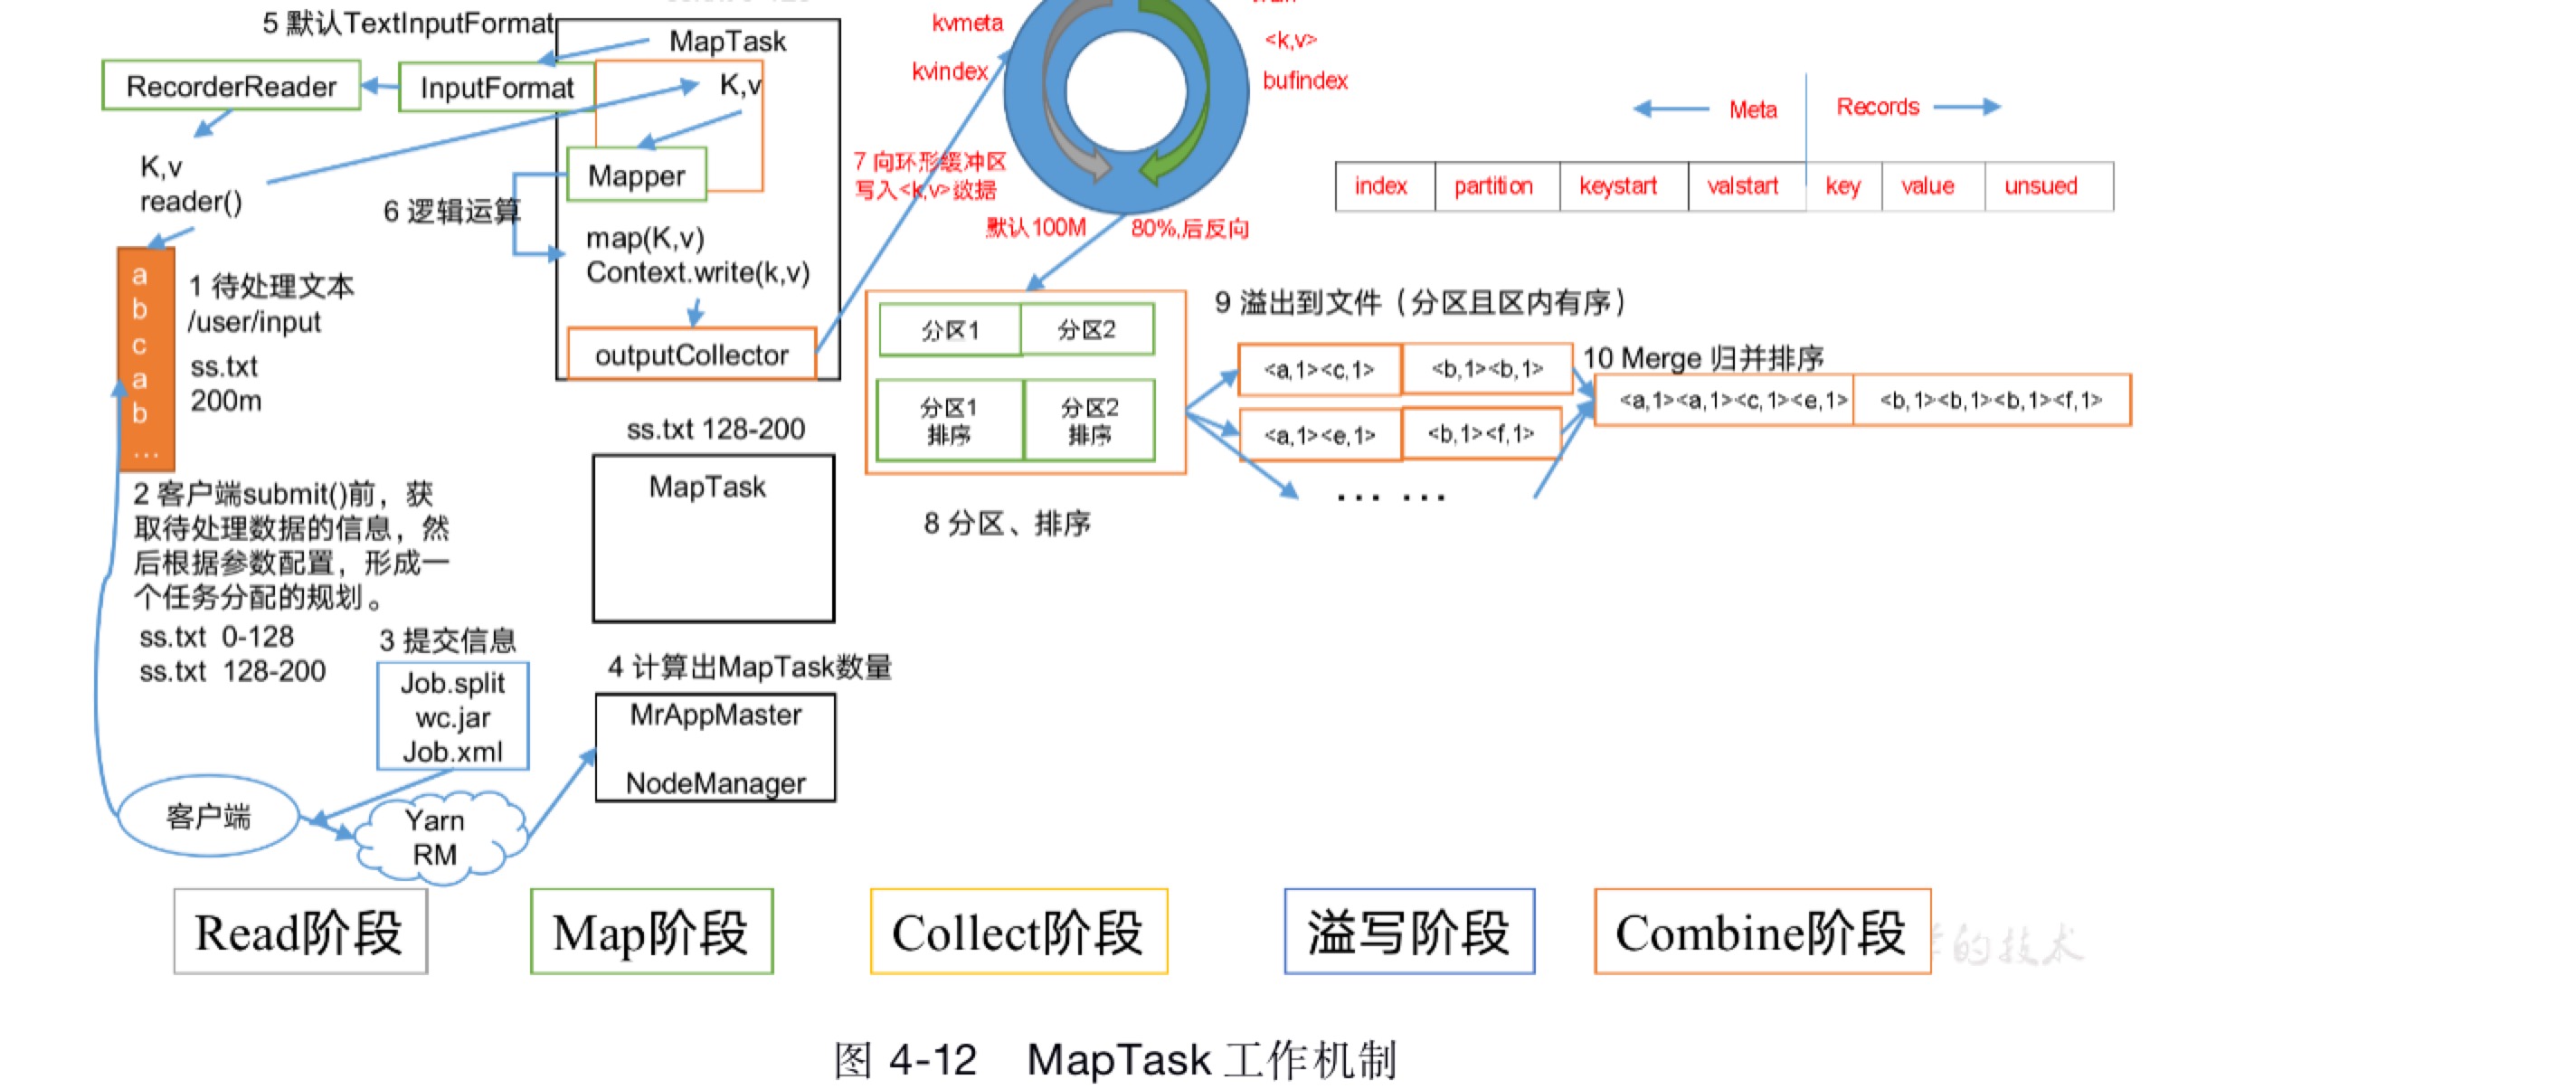 5 默认TextInputFormat
MapTask
RecorderReader
InputFormat
K,v
K,v
reader()
Mapper
6 逻辑运算
map(K,v)
Context.write(k,v)
outputCollector
a
b
c
a
b
...
1 待处理文本
/user/input
ss.txt
200m
2 客户端submit()前，获
取待处理数据的信息，然
后根据参数配置，形成一
个任务分配的规划。
ss.txt 0-128
ss.txt 128-200
3 提交信息
Job.split
wc.jar
Job.xml
客户端
Yarn
RM
ss.txt 128-200
MapTask
4 计算出MapTask数量
MrAppMaster
NodeManager
kvmeta
kvindex
<k,v>
bufindex
7 向环形缓冲区
写入<k,v>数据
默认100M
80%,后反向
Meta
Records
index
partition
keystart
valstart
key
value
unsued
分区1
分区2
分区1
排序
分区2
排序
8 分区、排序
9 溢出到文件（分区且区内有序）
<a,1><c,1>
<b,1><b,1>
<a,1><e,1>
<b,1><f,1>
... ...
10 Merge 归并排序
<a,1><a,1><c,1><e,1>
<b,1><b,1><b,1><f,1>
Read阶段
Map阶段
Collect阶段
溢写阶段
Combine阶段
的技术
图 4-12 MapTask 工作机制